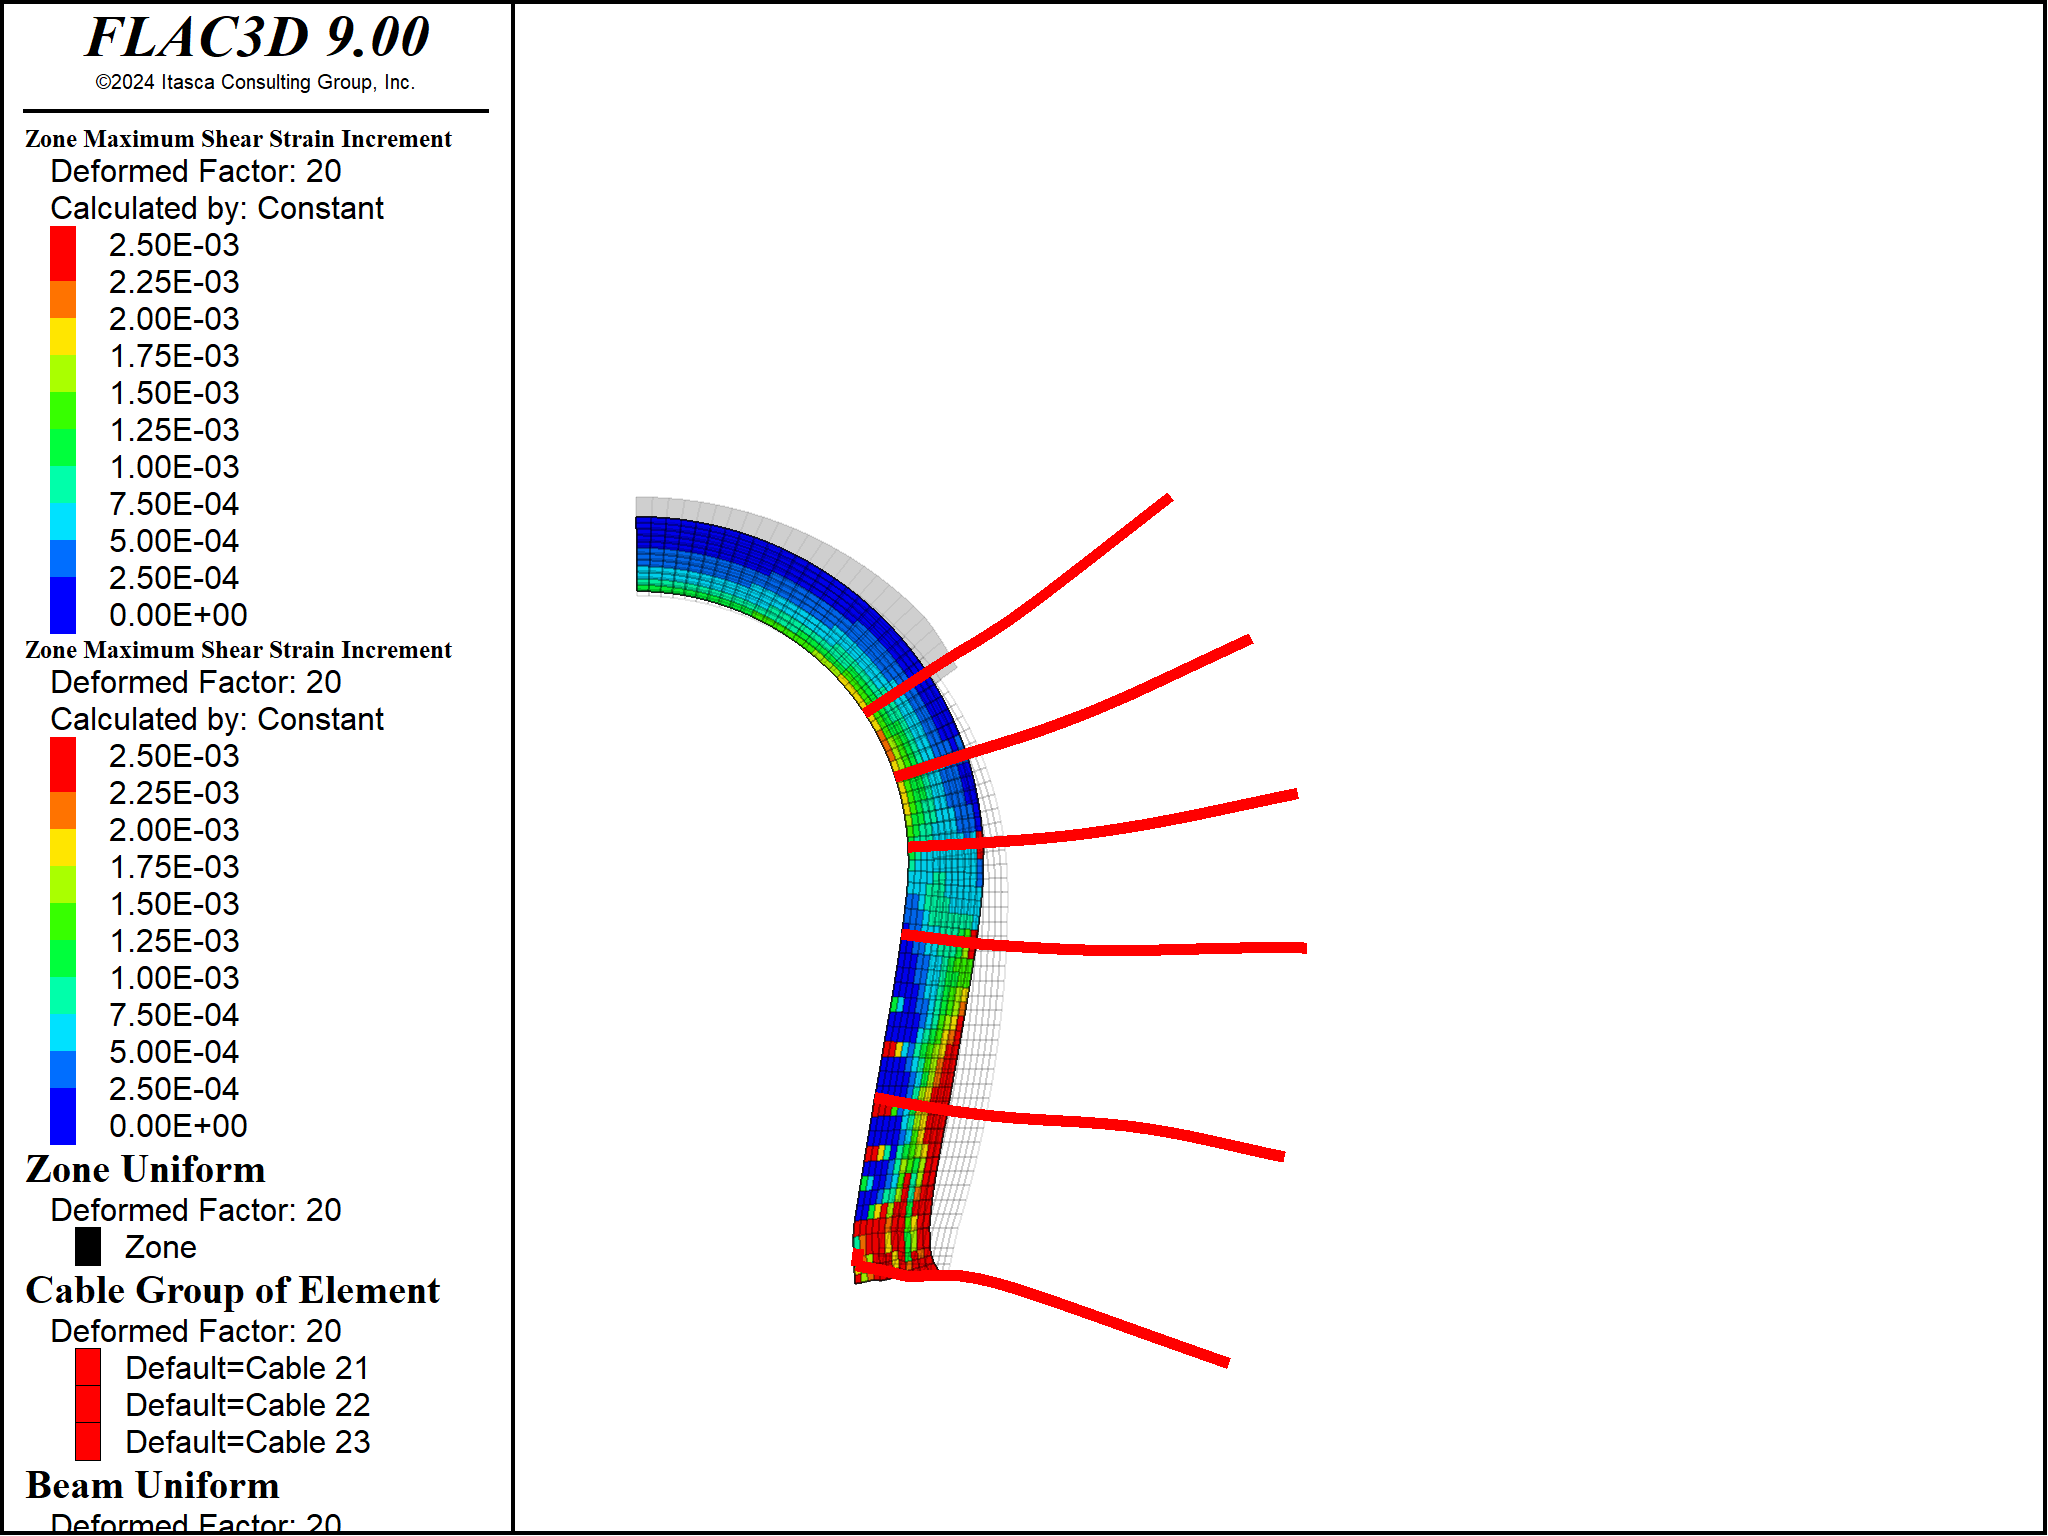 FLAC3D 9.00
©2024 Itasca Consulting Group, Inc.
Zone Maximum Shear Strain Increment
Deformed Factor: 20
Calculated by: Constant
2.50E-03
2.25E-03
2.00E-03
1.75E-03
1.50E-03
1.25E-03
1.00E-03
7.50E-04
5.00E-04
2.50E-04
0.00E+00
Zone Maximum Shear Strain Increment
Deformed Factor: 20
Calculated by: Constant
2.50E-03
2.25E-03
2.00E-03
1.75E-03
1.50E-03
1.25E-03
1.00E-03
7.50E-04
5.00E-04
2.50E-04
0.00E+00
Zone Uniform
Deformed Factor: 20
Zone
Cable Group of Element
Deformed Factor: 20
Default=Cable 21
Default=Cable 22
Default=Cable 23
Beam Uniform
Deformed Factor: 20